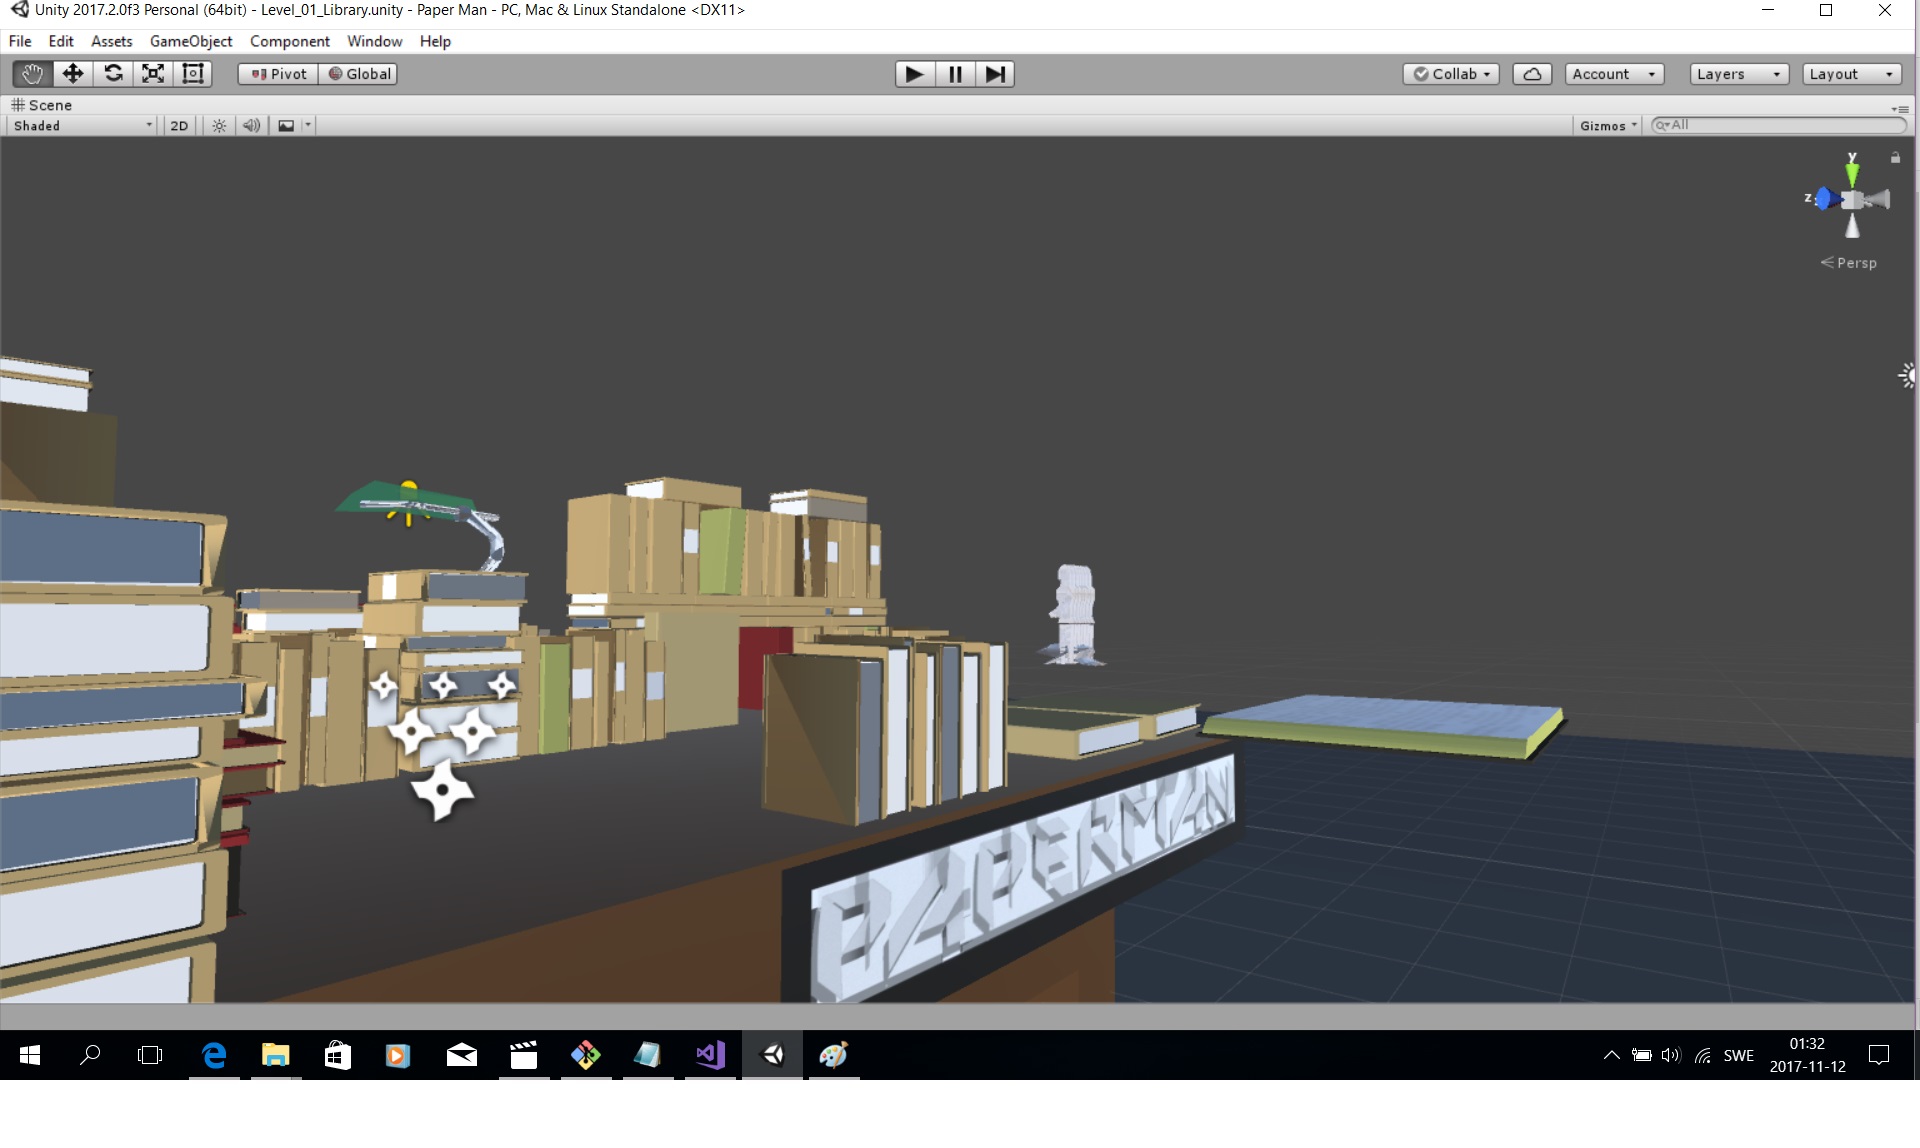 Unity 2017.2.0f3 Personal (64bit) - Level_01_Library.unity - Paper Man - PC, Mac & Linux Standalone <DX11>
File Edit Assets GameObject Component Window Help
Pivot Global Collab Account Layers Layout
Scene
Shaded 2D Gizmos All
y
z
Persp
PAPERMAN
SWE
01:32
2017-11-12